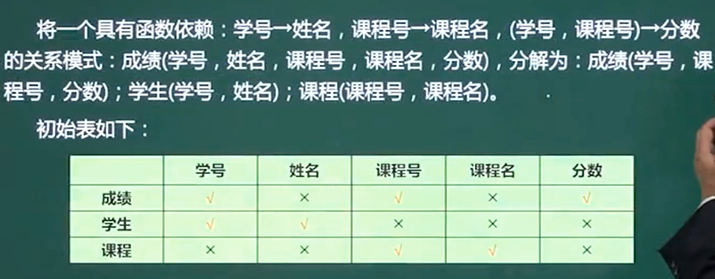 将一个具有函数依赖：学号→姓名，课程号→课程名，(学号，课程号)→分数
的关系模式：成绩(学号，姓名，课程号，课程名，分数)，分解为：成绩(学号，课
程号，分数)；学生(学号，姓名)；课程(课程号，课程名)。
初始表如下：
学号 姓名 课程号 课程名 分数
成绩 √ × √ × √
学生 √ √ × × ×
课程 × × √ √ ×